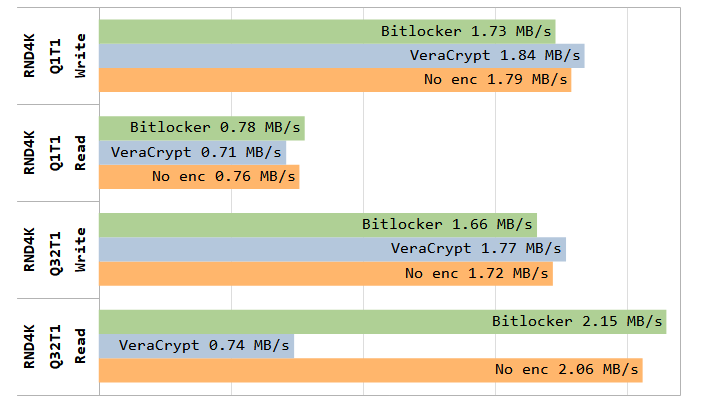 RND4K
Q1T1
Write
Bitlocker 1.73 MB/s
VeraCrypt 1.84 MB/s
No enc 1.79 MB/s
RND4K
Q1T1
Read
Bitlocker 0.78 MB/s
VeraCrypt 0.71 MB/s
No enc 0.76 MB/s
RND4K
Q32T1
Write
Bitlocker 1.66 MB/s
VeraCrypt 1.77 MB/s
No enc 1.72 MB/s
RND4K
Q32T1
Read
Bitlocker 2.15 MB/s
VeraCrypt 0.74 MB/s
No enc 2.06 MB/s